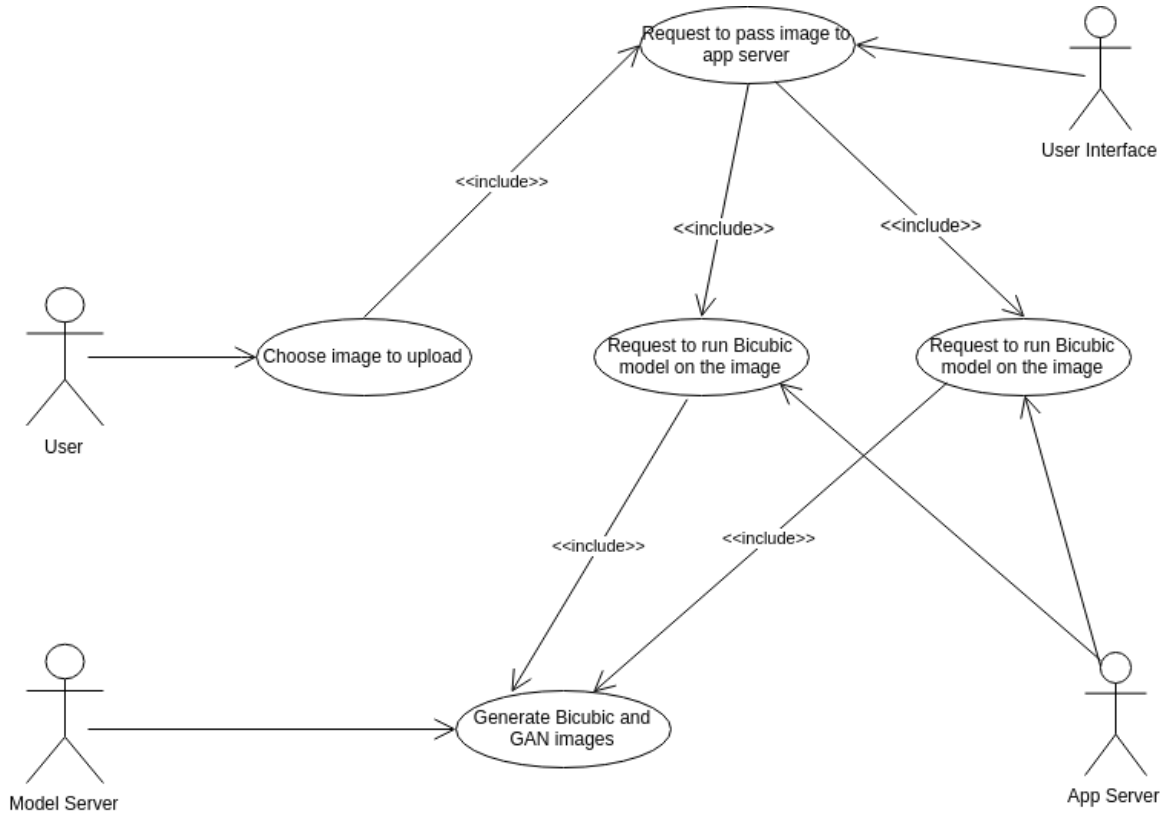 Request to pass image to
app server
User Interface
<<include>>
<<include>>
<<include>>
Choose image to upload
Request to run Bicubic
model on the image
Request to run Bicubic
model on the image
User
<<include>>
<<include>>
Generate Bicubic and
GAN images
Model Server
App Server